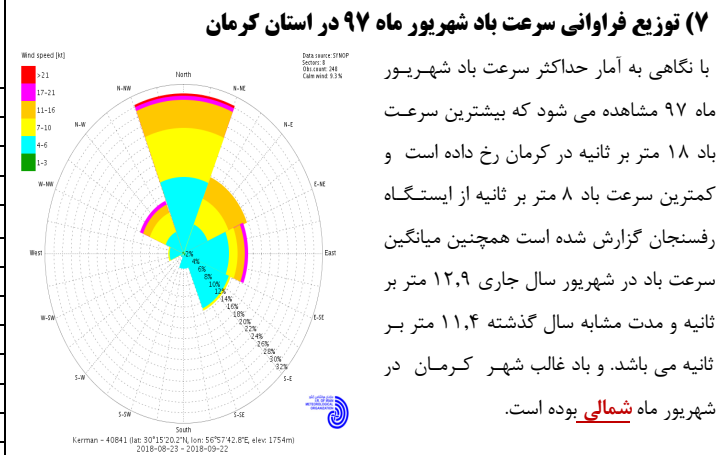 ۷) توزیع فراوانی سرعت باد شهریور ماه ۹۷ در استان کرمان
با نگاهی به آمار حداکثر سرعت باد شهریور
ماه ۹۷ مشاهده می شود که بیشترین سرعت
باد ۱۸ متر بر ثانیه در کرمان رخ داده است و
کمترین سرعت باد ۸ متر بر ثانیه از ایستگاه
رفسنجان گزارش شده است همچنین میانگین
سرعت باد در شهریور سال جاری ۱۲,۹ متر بر
ثانیه و مدت مشابه سال گذشته ۱۱,۴ متر بر
ثانیه می باشد. و باد غالب شهر کرمان در
شهریور ماه شمالی بوده است.
Wind speed [kt]
>21
17-21
11-16
7-10
4-6
1-3
Data source: SYNOP
Sectors: 8
Obs.count: 248
Calm wind: 9.3 %
North
N-NE
N-E
E-NE
East
E-SE
S-E
S-SE
South
S-SW
S-W
W-SW
West
W-NW
N-W
N-NW
2%
4%
6%
8%
10%
12%
14%
16%
18%
20%
22%
24%
26%
28%
30%
32%
I.R. OF IRAN
METEOROLOGICAL
ORGANIZATION
Kerman - 40841 (lat: 30°15'20.2"N, lon: 56°57'42.8"E, elev: 1754m)
2018-08-23 - 2018-09-22